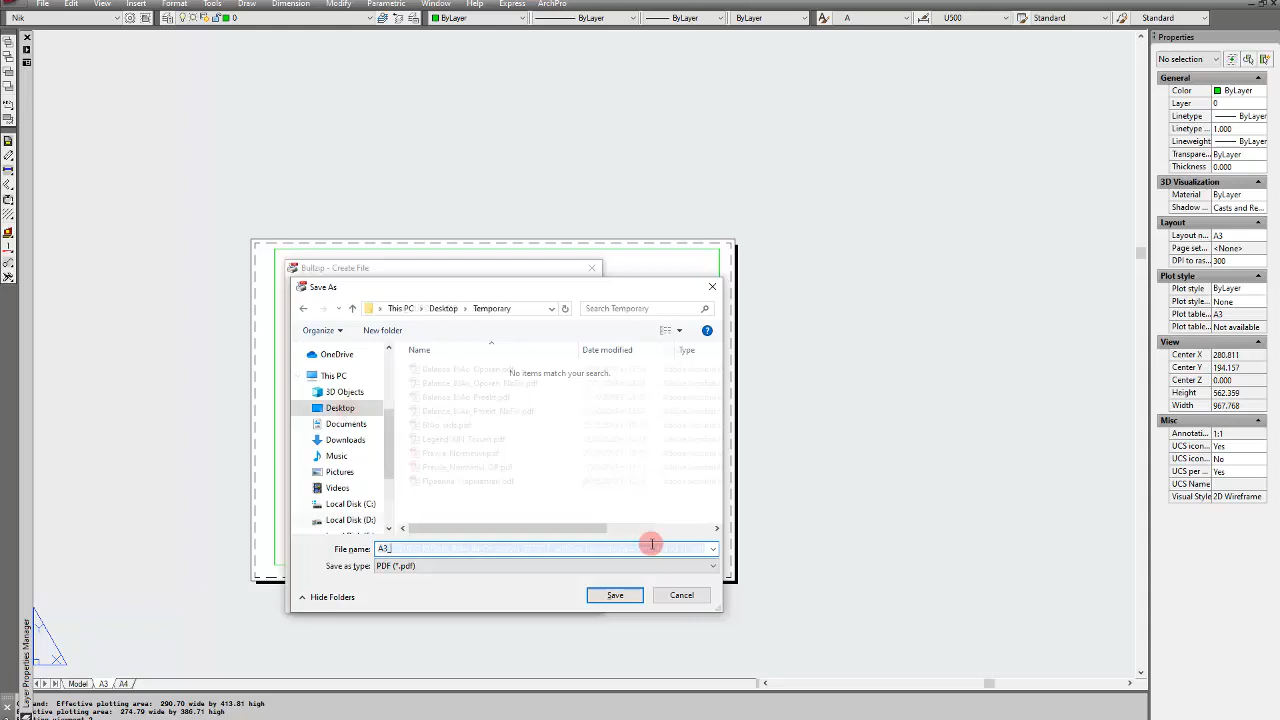 File Edit View Insert Format Tools Draw Dimension Modify Parametric Window Help Express ArchPro
Nik 0 ByLayer ByLayer ByLayer ByLayer A U500 Standard Standard
Properties
No selection
General
Color ByLayer
Layer 0
Linetype ByLayer
Linetype ... 1.000
Lineweight ByLayer
Transpare... ByLayer
Thickness 0.000
3D Visualization
Material ByLayer
Shadow ... Casts and Re...
Layout
Layout n... A3
Page set... <None>
DPI to ras... 300
Plot style
Plot style ByLayer
Plot style... None
Plot table... A3
Plot table... Not available
View
Center X 280.811
Center Y 194.157
Center Z 0.000
Height 562.359
Width 967.768
Misc
Annotati... 1:1
UCS icon... Yes
UCS icon... No
UCS per ... Yes
UCS Name
Visual Style 2D Wireframe
Bullzip - Create File
Save As
This PC Desktop Temporary
Search Temporary
Organize New folder
Name Date modified Type
No items match your search.
OneDrive
This PC
3D Objects
Desktop
Documents
Downloads
Music
Pictures
Videos
Local Disk (C:)
Local Disk (D:)
File name: A3_
Save as type: PDF (*.pdf)
Hide Folders
Save Cancel
Layer Properties Manager
Y
X
Model A3 A4
Effective plotting area: 290.70 wide by 413.81 high
Effective plotting area: 274.79 wide by 386.71 high